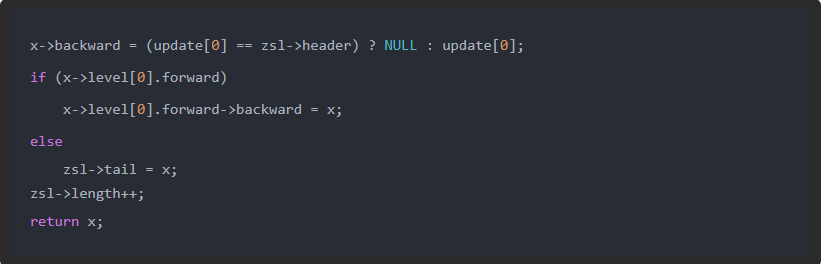 x->backward = (update[0] == zsl->header) ? NULL : update[0];
if (x->level[0].forward)
    x->level[0].forward->backward = x;
else
    zsl->tail = x;
zsl->length++;
return x;